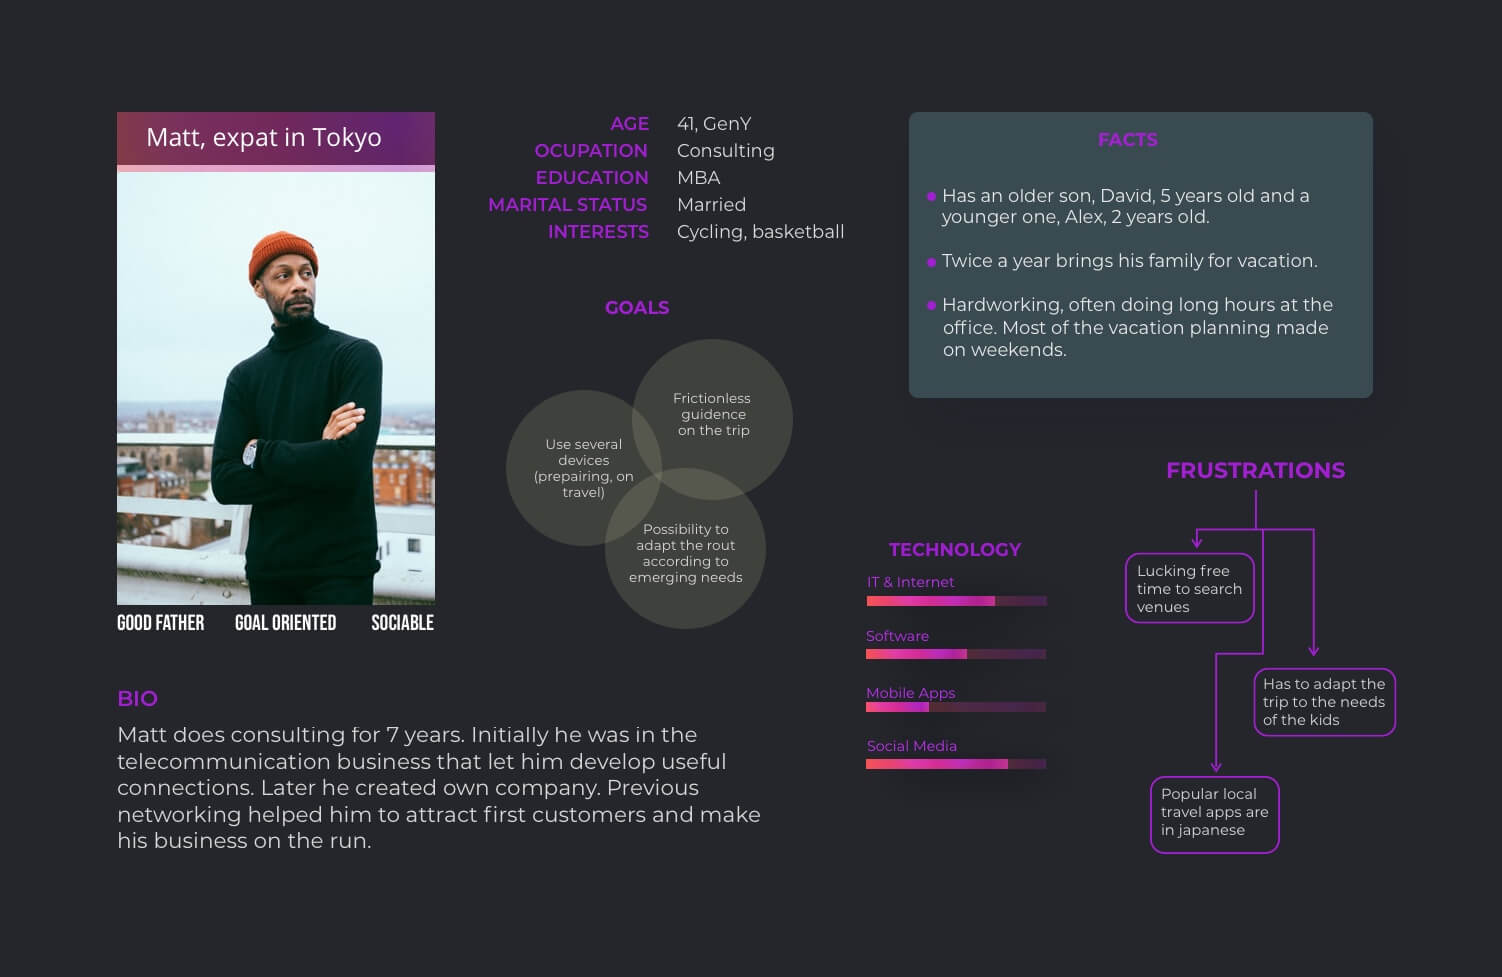 Matt, expat in Tokyo
GOOD FATHER
GOAL ORIENTED
SOCIABLE
BIO
Matt does consulting for 7 years. Initially he was in the
telecommunication business that let him develop useful
connections. Later he created own company. Previous
networking helped him to attract first customers and make
his business on the run.
AGE 41, GenY
OCUPATION Consulting
EDUCATION MBA
MARITAL STATUS Married
INTERESTS Cycling, basketball
GOALS
Frictionless
guidence
on the trip
Use several
devices
(prepairing, on
travel)
Possibility to
adapt the rout
according to
emerging needs
FACTS
Has an older son, David, 5 years old and a
younger one, Alex, 2 years old.
Twice a year brings his family for vacation.
Hardworking, often doing long hours at the
office. Most of the vacation planning made
on weekends.
TECHNOLOGY
IT & Internet
Software
Mobile Apps
Social Media
FRUSTRATIONS
Lucking free
time to search
venues
Has to adapt the
trip to the needs
of the kids
Popular local
travel apps are
in japanese